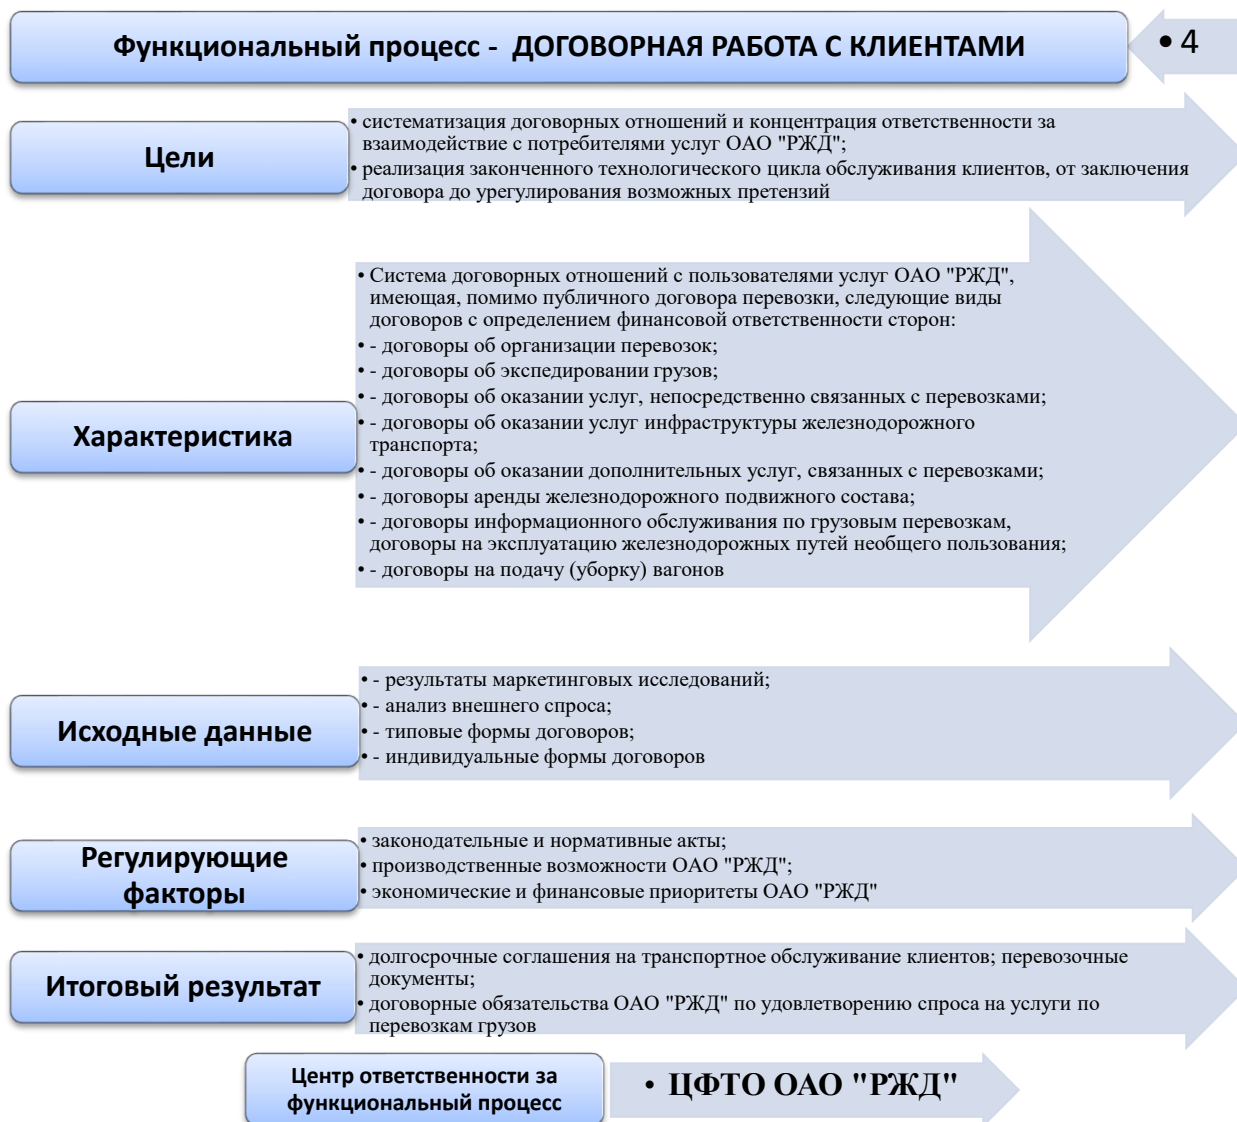 Функциональный процесс - ДОГОВОРНАЯ РАБОТА С КЛИЕНТАМИ
• 4
Цели
• систематизация договорных отношений и концентрация ответственности за
взаимодействие с потребителями услуг ОАО "РЖД";
• реализация законченного технологического цикла обслуживания клиентов, от заключения
договора до урегулирования возможных претензий
Характеристика
• Система договорных отношений с пользователями услуг ОАО "РЖД",
имеющая, помимо публичного договора перевозки, следующие виды
договоров с определением финансовой ответственности сторон:
• - договоры об организации перевозок;
• - договоры об экспедировании грузов;
• - договоры об оказании услуг, непосредственно связанных с перевозками;
• - договоры об оказании услуг инфраструктуры железнодорожного
транспорта;
• - договоры об оказании дополнительных услуг, связанных с перевозками;
• - договоры аренды железнодорожного подвижного состава;
• - договоры информационного обслуживания по грузовым перевозкам,
договоры на эксплуатацию железнодорожных путей необщего пользования;
• - договоры на подачу (уборку) вагонов
Исходные данные
• - результаты маркетинговых исследований;
• - анализ внешнего спроса;
• - типовые формы договоров;
• - индивидуальные формы договоров
Регулирующие
факторы
• законодательные и нормативные акты;
• производственные возможности ОАО "РЖД";
• экономические и финансовые приоритеты ОАО "РЖД"
Итоговый результат
• долгосрочные соглашения на транспортное обслуживание клиентов; перевозочные
документы;
• договорные обязательства ОАО "РЖД" по удовлетворению спроса на услуги по
перевозкам грузов
Центр ответственности за
функциональный процесс
• ЦФТО ОАО "РЖД"